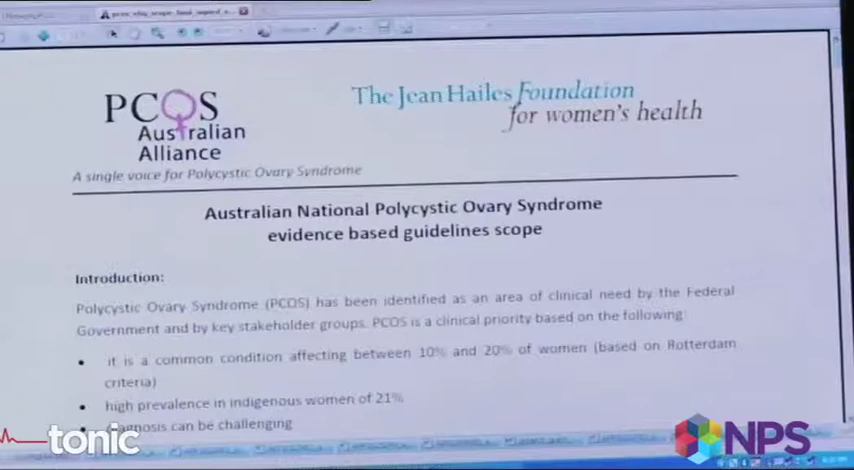 PCOS
Australian
Alliance
A single voice for Polycystic Ovary Syndrome
The Jean Hailes Foundation
for women's health
Australian National Polycystic Ovary Syndrome
evidence based guidelines scope
Introduction:
Polycystic Ovary Syndrome (PCOS) has been identified as an area of clinical need by the Federal
Government and by key stakeholder groups. PCOS is a clinical priority based on the following
• it is a common condition affecting between 10% and 20% of women (based on Rotterdam
criteria)
• high prevalence in indigenous women of 21%
• diagnosis can be challenging
tonic
NPS